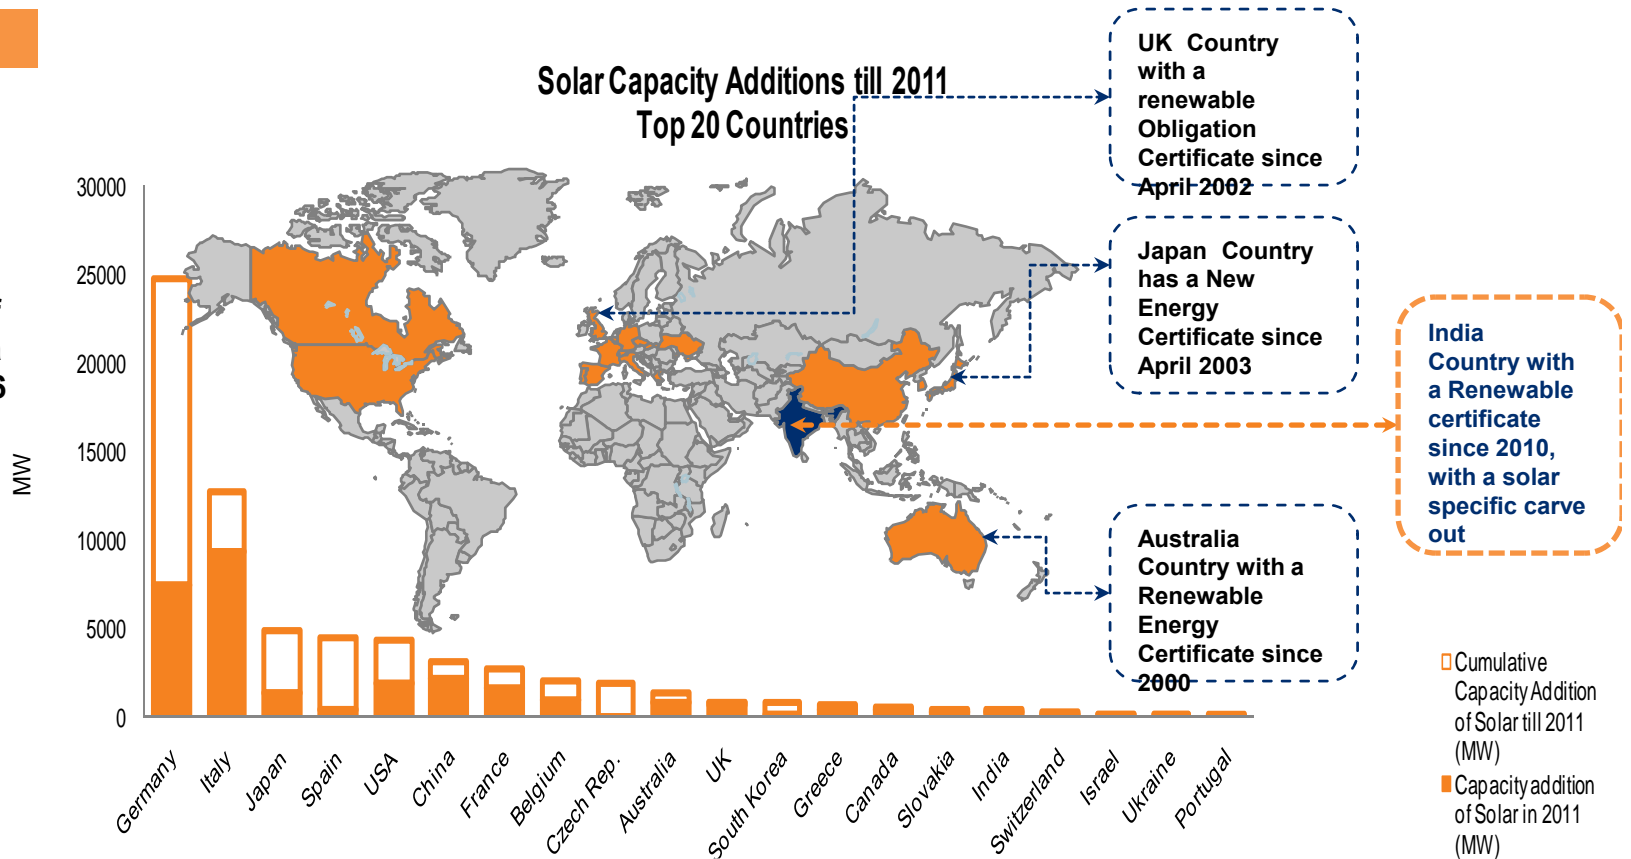 Solar Capacity Additions till 2011
Top 20 Countries
UK Country
with a
renewable
Obligation
Certificate since
April 2002
Japan Country
has a New
Energy
Certificate since
April 2003
India
Country with
a Renewable
certificate
since 2010,
with a solar
specific carve
out
Australia
Country with a
Renewable
Energy
Certificate since
2000
MW
30000
25000
20000
15000
10000
5000
0
Germany
Italy
Japan
Spain
USA
China
France
Belgium
Czech Rep.
Australia
UK
South Korea
Greece
Canada
Slovakia
India
Switzerland
Israel
Ukraine
Portugal
Cumulative
Capacity Addition
of Solar till 2011
(MW)
Capacity addition
of Solar in 2011
(MW)